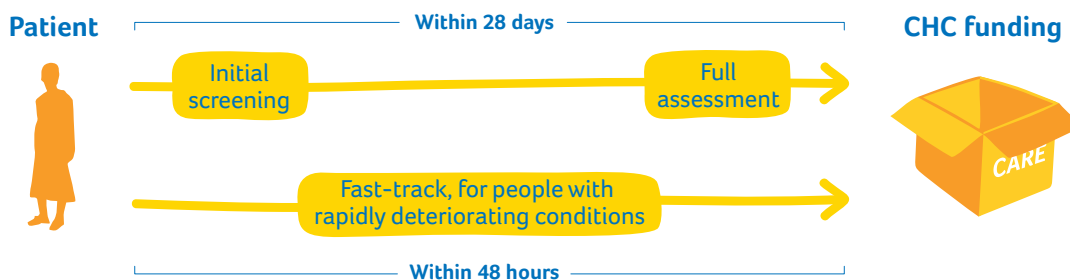 Patient
Within 28 days
CHC funding
Initial
screening
Full
assessment
CARE
Fast-track, for people with
rapidly deteriorating conditions
Within 48 hours